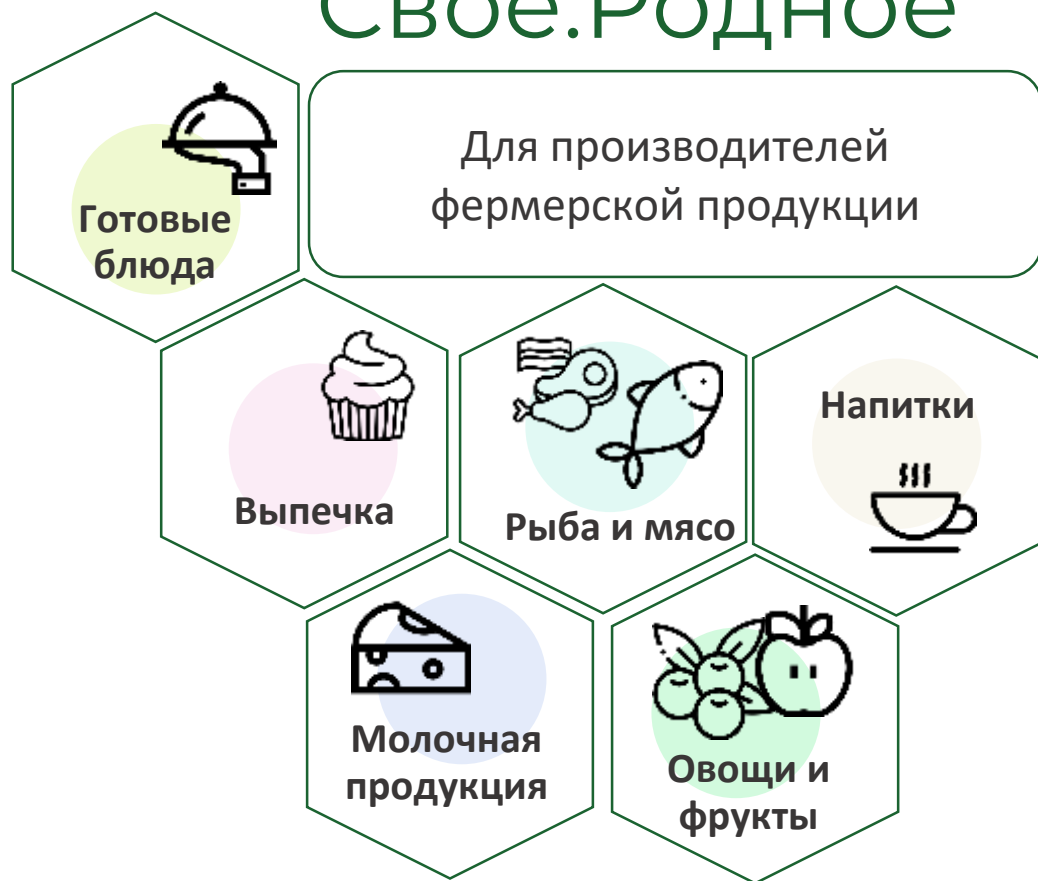 Свое.Родное
Для производителей
фермерской продукции
Готовые
блюда
Выпечка
Рыба и мясо
Напитки
Молочная
продукция
Овощи и
фрукты